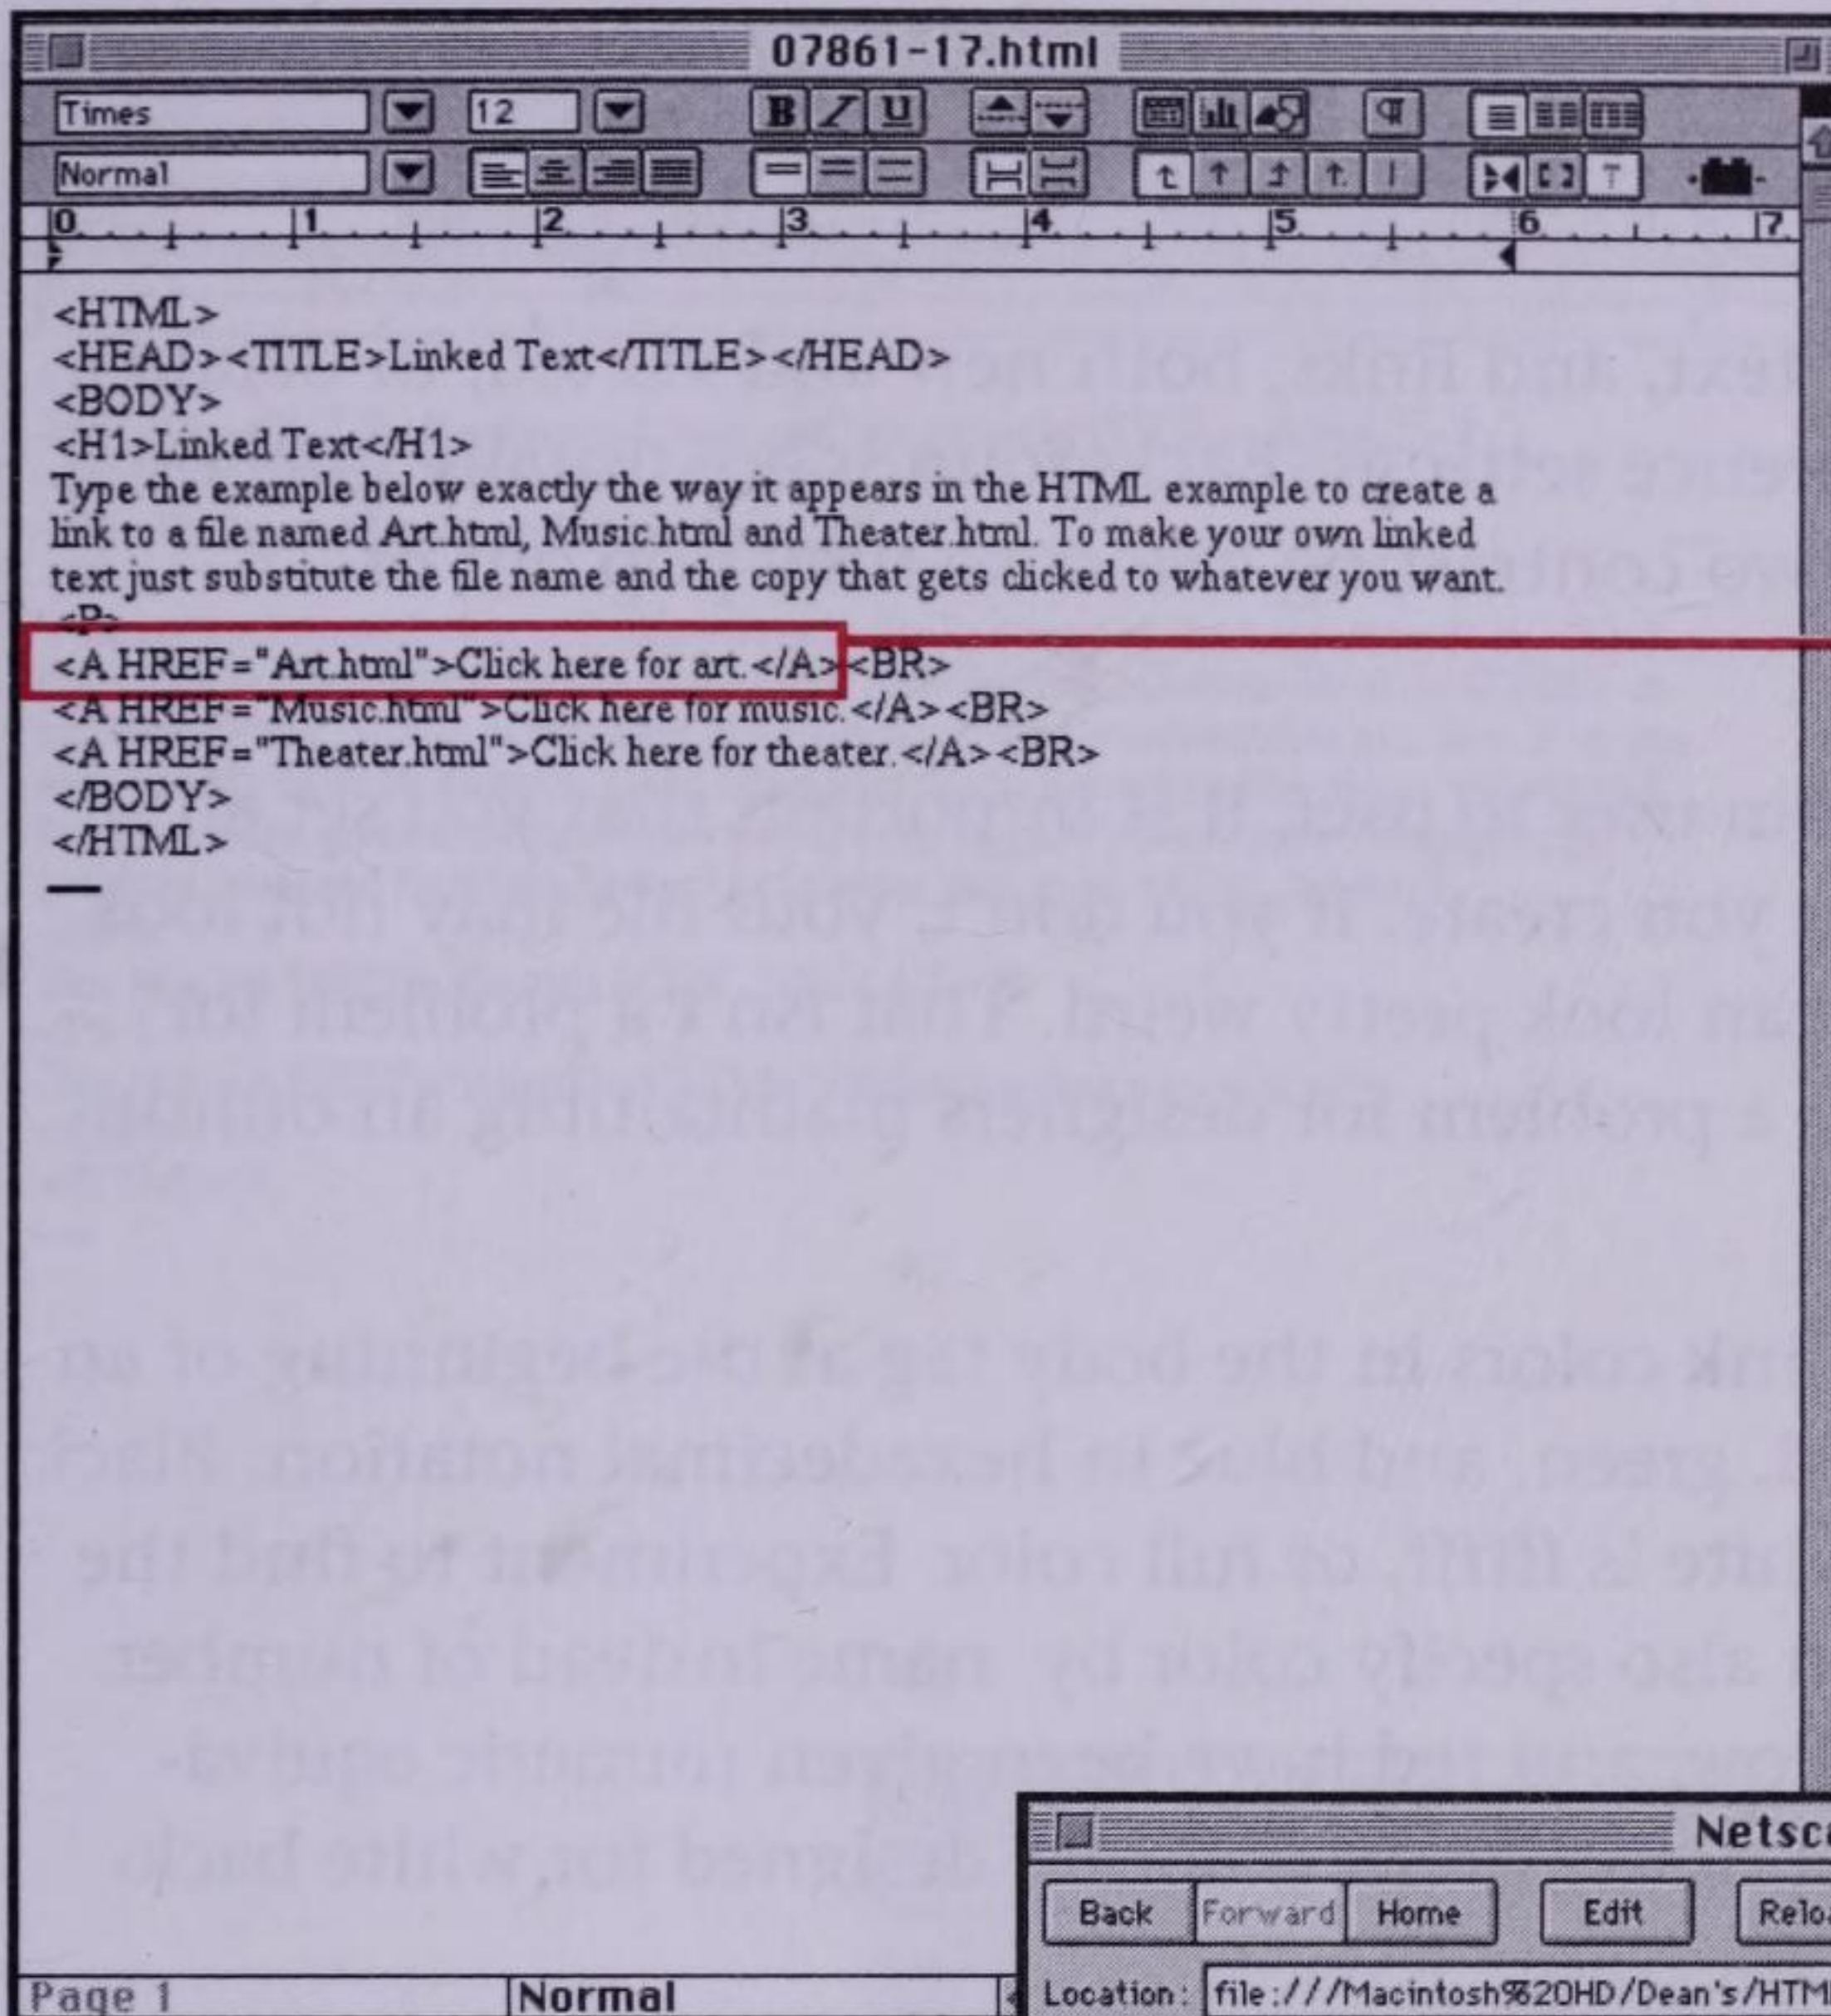 07861-17.html
Times 12 B I U
Normal
0 1 2 3 4 5 6 7
<HTML>
<HEAD><TITLE>Linked Text</TITLE></HEAD>
<BODY>
<H1>Linked Text</H1>
Type the example below exactly the way it appears in the HTML example to create a
link to a file named Art.html, Music.html and Theater.html. To make your own linked
text just substitute the file name and the copy that gets clicked to whatever you want.
<P>
<A HREF="Art.html">Click here for art.</A><BR>
<A HREF="Music.html">Click here for music.</A><BR>
<A HREF="Theater.html">Click here for theater.</A><BR>
</BODY>
</HTML>
Netsca
Back Forward Home Edit Reloa
Page 1 Normal
Location: file:///Macintosh%20HD/Dean's/HTM